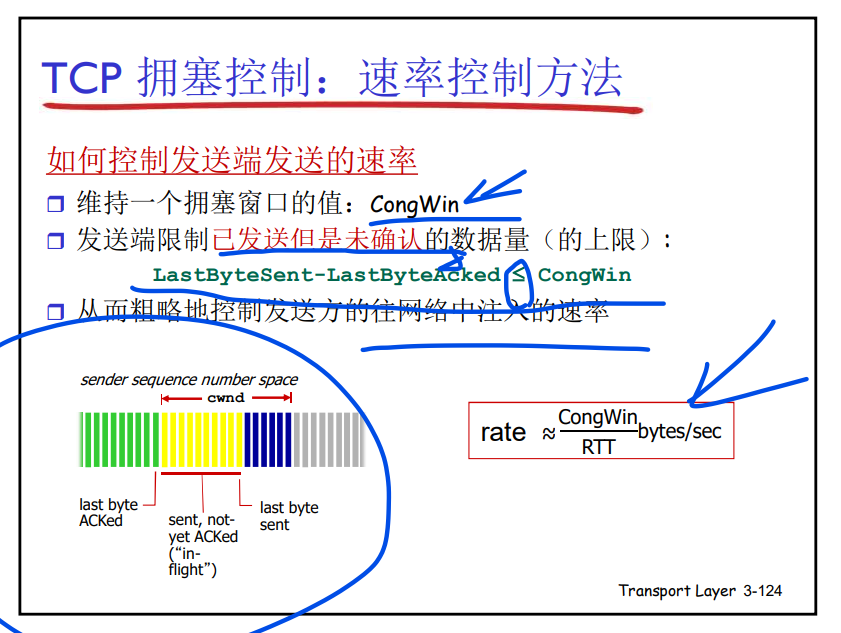 TCP 拥塞控制：速率控制方法
如何控制发送端发送的速率
维持一个拥塞窗口的值：CongWin
发送端限制已发送但是未确认的数据量（的上限）：
LastByteSent-LastByteAcked ≤ CongWin
从而粗略地控制发送方的往网络中注入的速率
sender sequence number space
cwnd
last byte
ACKed
sent, not-
yet ACKed
(“in-
flight”)
last byte
sent
rate ≈ CongWin bytes/sec
RTT
Transport Layer 3-124